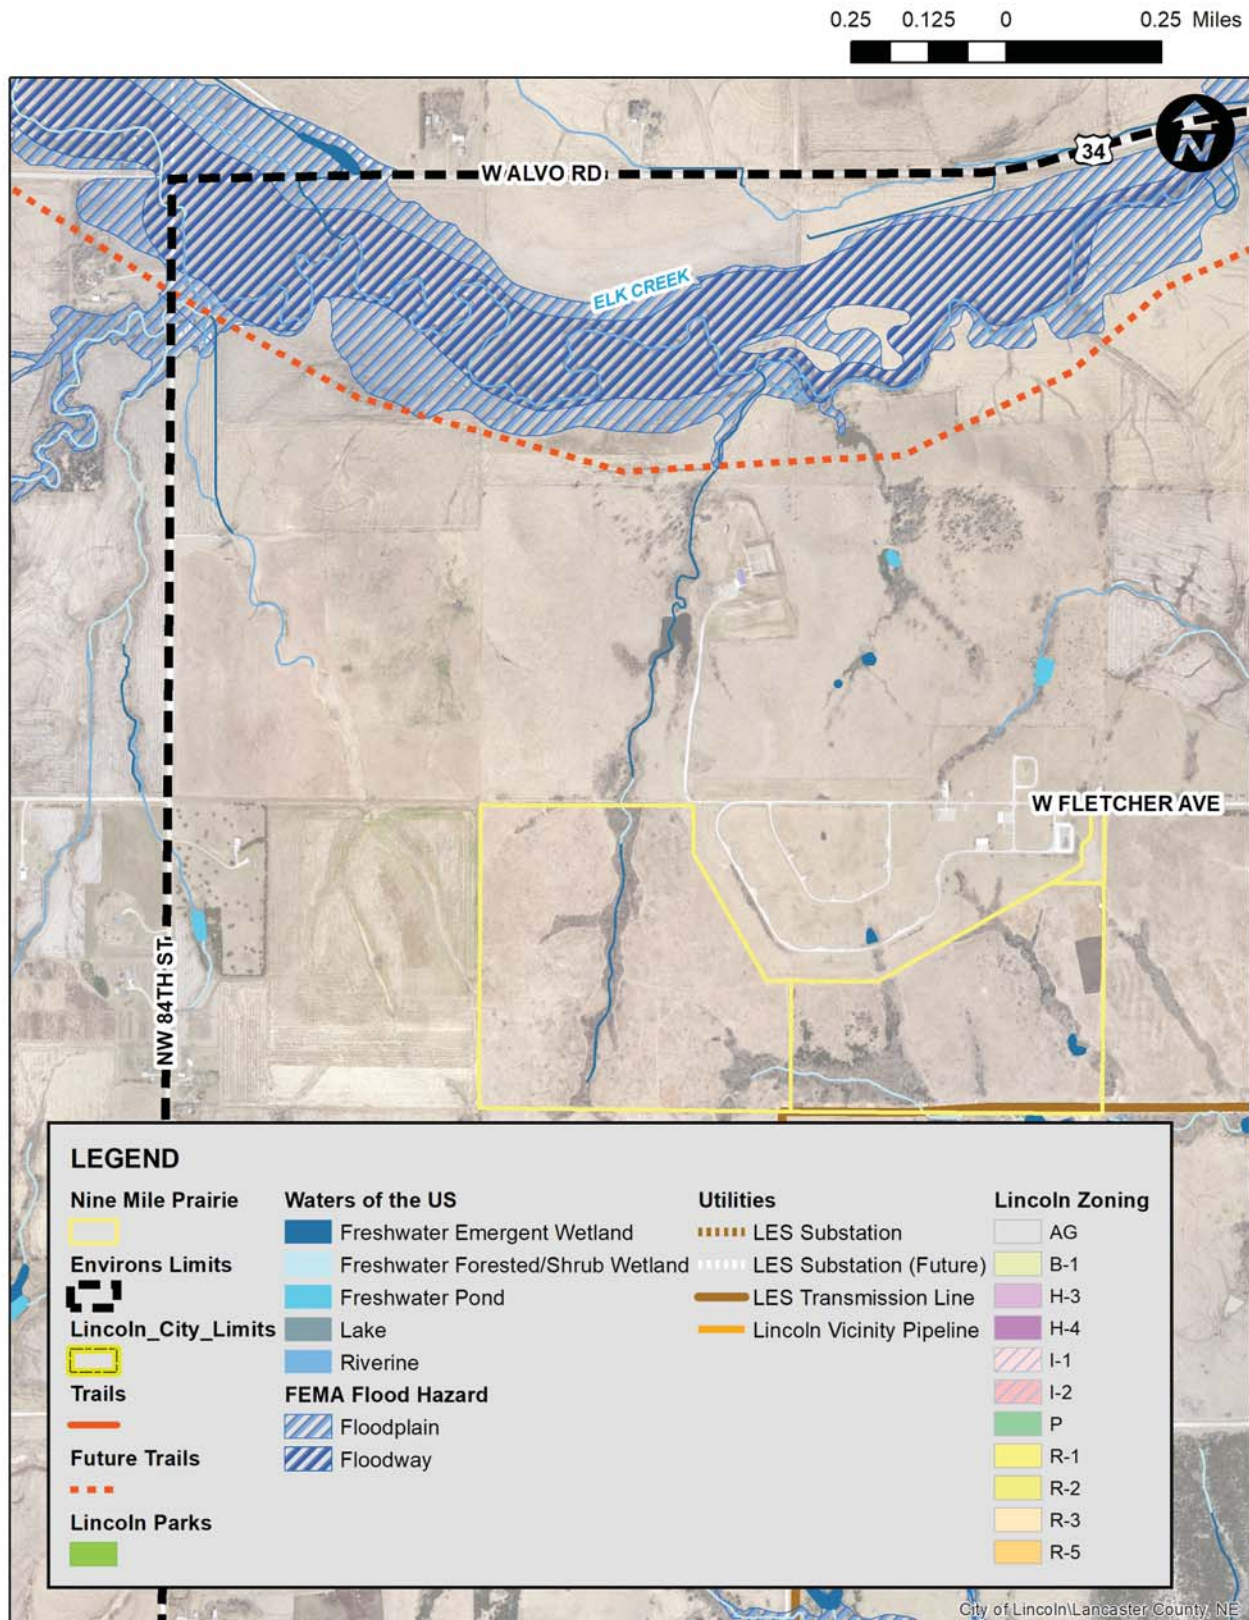 0.25 0.125 0 0.25 Miles
34
N
W ALVO RD
ELK CREEK
W FLETCHER AVE
NW 84TH ST
LEGEND
Nine Mile Prairie
Environs Limits
Lincoln_City_Limits
Trails
Future Trails
Lincoln Parks
Waters of the US
Freshwater Emergent Wetland
Freshwater Forested/Shrub Wetland
Freshwater Pond
Lake
Riverine
FEMA Flood Hazard
Floodplain
Floodway
Utilities
LES Substation
LES Substation (Future)
LES Transmission Line
Lincoln Vicinity Pipeline
Lincoln Zoning
AG
B-1
H-3
H-4
I-1
I-2
P
R-1
R-2
R-3
R-5
City of Lincoln\Lancaster County, NE